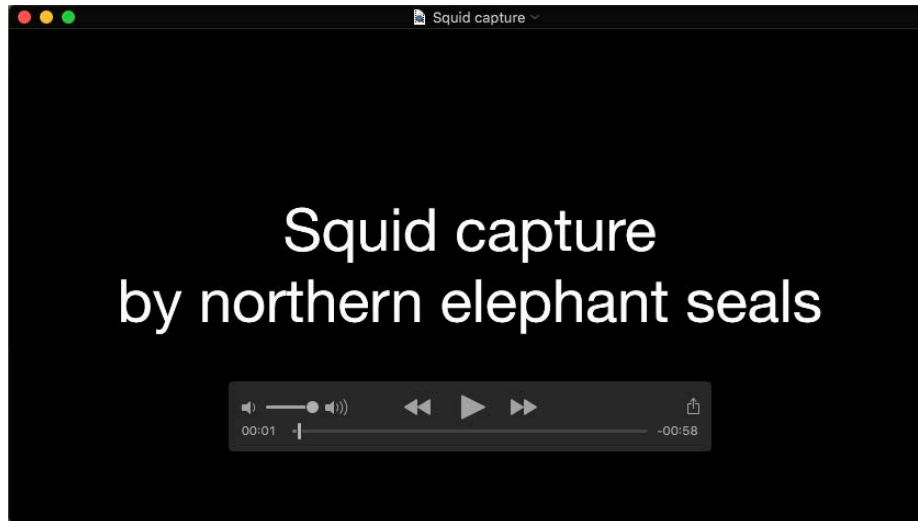 Squid capture
Squid capture
by northern elephant seals
00:01
-00:58